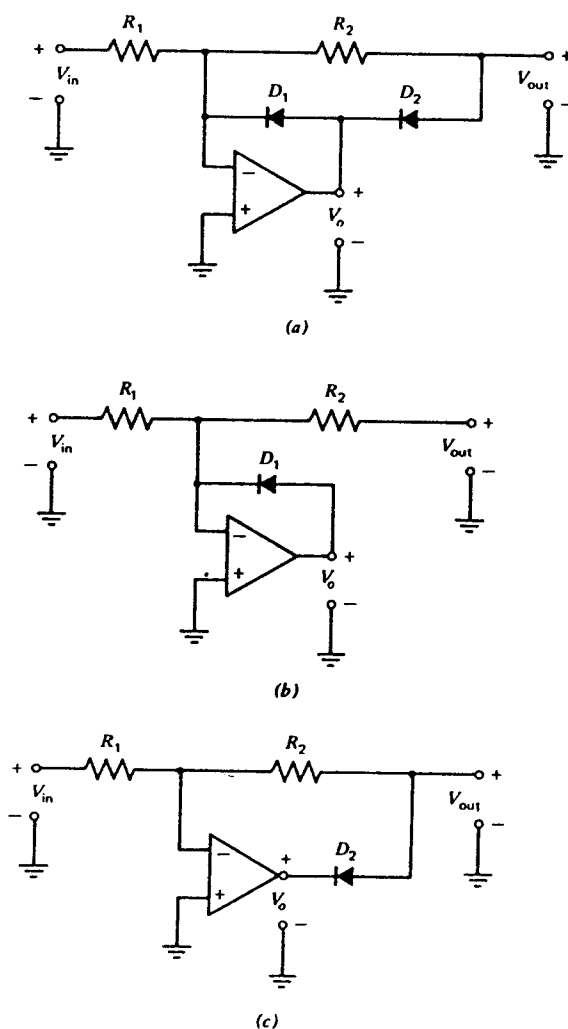 R1 R2
+ +
Vin Vout
− D1 D2 −
−
+ +
Vo
−
(a)
R1 R2
+ +
Vin Vout
− D1 −
−
+ +
Vo
−
(b)
R1 R2
+ +
Vin Vout
− − + D2 −
+
Vo
−
(c)